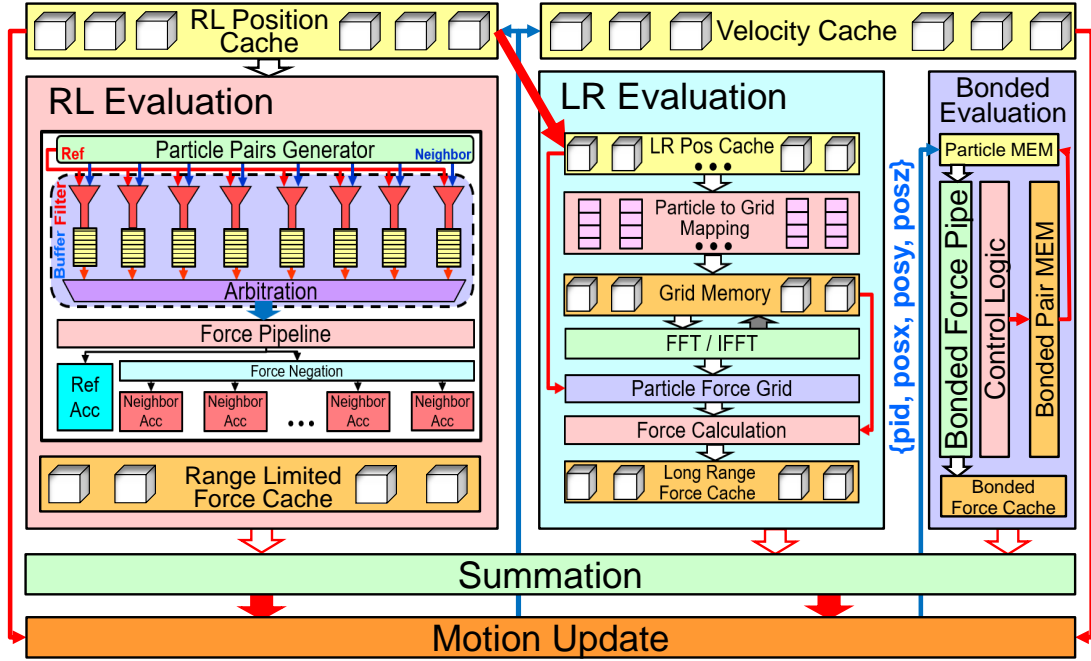 RL Position
Cache
Velocity Cache
RL Evaluation
Ref
Particle Pairs Generator
Neighbor
Buffer Filter
Arbitration
Force Pipeline
Force Negation
Ref
Acc
Neighbor
Acc
Neighbor
Acc
Neighbor
Acc
Neighbor
Acc
Range Limited
Force Cache
LR Evaluation
LR Pos Cache
Particle to Grid
Mapping
Grid Memory
FFT / IFFT
Particle Force Grid
Force Calculation
Long Range
Force Cache
{pid, posx, posy, posz}
Bonded
Evaluation
Particle MEM
Bonded Force Pipe
Control Logic
Bonded Pair MEM
Bonded
Force Cache
Summation
Motion Update